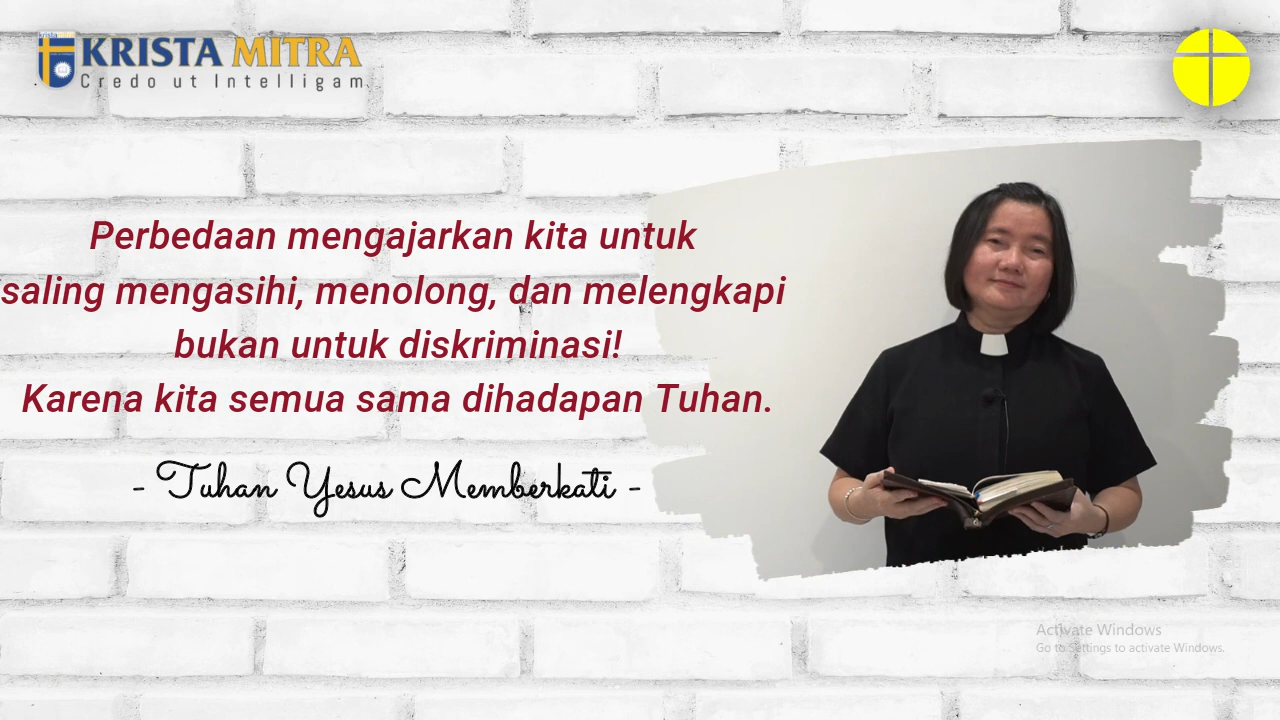 KRISTA MITRA
Credo ut Intelligam
Perbedaan mengajarkan kita untuk
saling mengasihi, menolong, dan melengkapi
bukan untuk diskriminasi!
Karena kita semua sama dihadapan Tuhan.
- Tuhan Yesus Memberkati -
Activate Windows
Go to Settings to activate Windows.